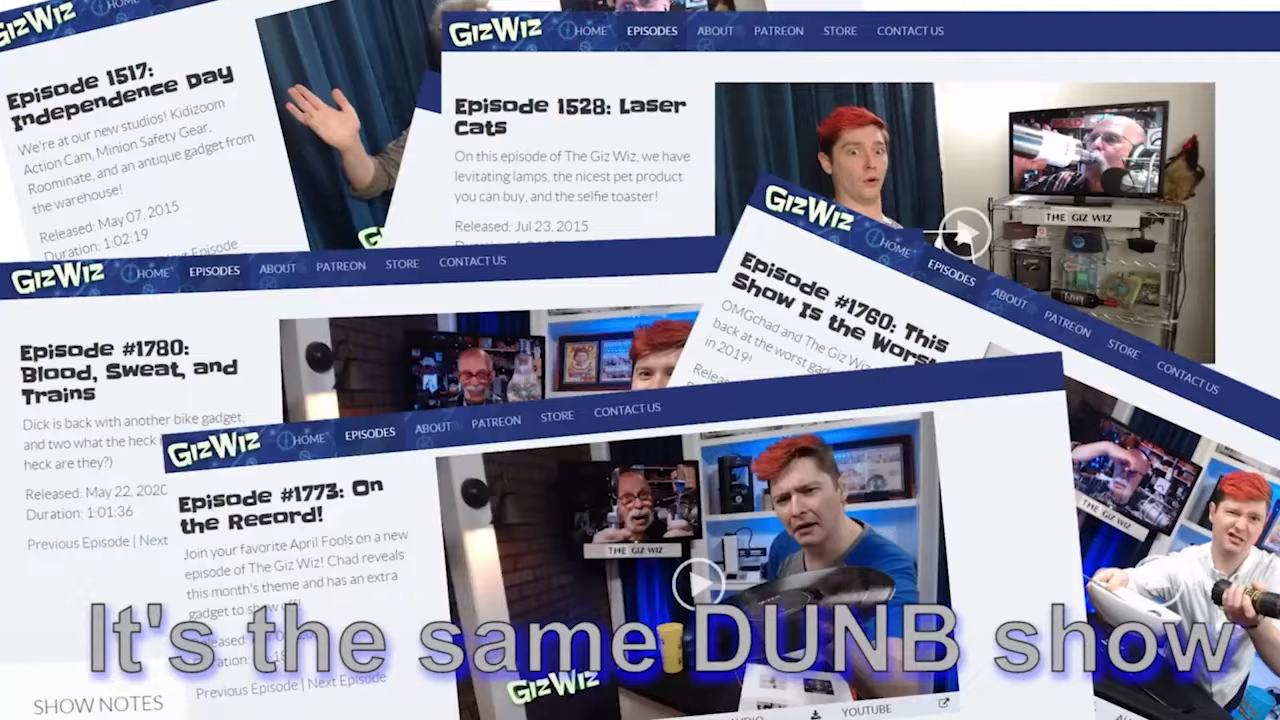 GizWiz
HOME
Episode 1517:
Independence Day
We're at our new studios! Kidizoom
Action Cam, Minion Safety Gear,
Roominate, and an antique gadget from
the warehouse!
Released: May 07, 2015
Duration: 1:02:19
Episode
GizWiz HOME EPISODES ABOUT PATREON STORE CONTACT US
Episode 1528: Laser
Cats
On this episode of The Giz Wiz, we have
levitating lamps, the nicest pet product
you can buy, and the selfie toaster!
Released: Jul 23, 2015
THE GIZ WIZ
GizWiz HOME EPISODES ABOUT PATREON STORE CONTACT US
Episode #1780:
Blood, Sweat, and
Trains
Dick is back with another bike gadget,
and two what the heck
heck are they?)
Released: May 22, 2020
Duration: 1:01:36
Previous Episode | Next
SHOW NOTES
GizWiz HOME EPISODES ABOUT PATREON STORE CONTACT US
Episode #1760: This
Show Is the Worst
OMGchad and The Giz Wiz
back at the worst
in 2019!
THE GIZ WIZ
GizWiz HOME EPISODES ABOUT PATREON STORE CONTACT US
Episode #1773: On
the Record!
Join your favorite April Fools on a new
episode of The Giz Wiz! Chad reveals
this month's theme and has an extra
gadget to show off!
Previous Episode | Next Episode
THE GIZ WIZ
GizWiz
YOUTUBE
It's the same DUNB show